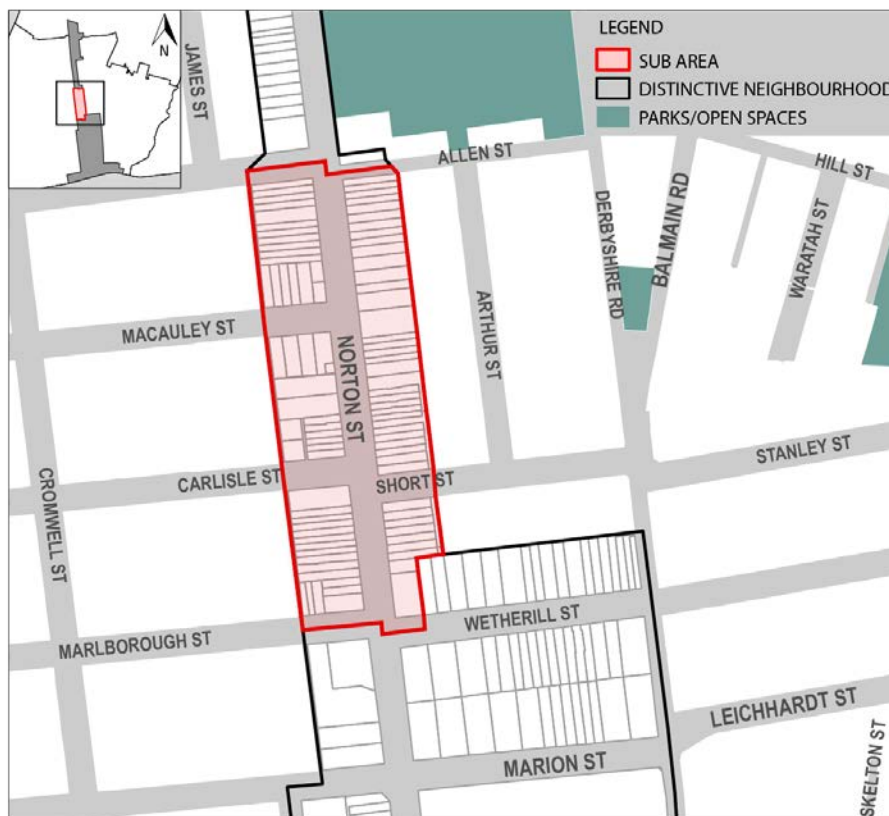 LEGEND
SUB AREA
DISTINCTIVE NEIGHBOURHOOD
PARKS/OPEN SPACES
N
JAMES ST
ALLEN ST
HILL ST
DERBYSHIRE RD
BALMAIN RD
WARATAH ST
MACAULEY ST
NORTON ST
ARTHUR ST
CROMWELL ST
CARLISLE ST
SHORT ST
STANLEY ST
MARLBOROUGH ST
WETHERILL ST
LEICHHARDT ST
MARION ST
SKELTON ST